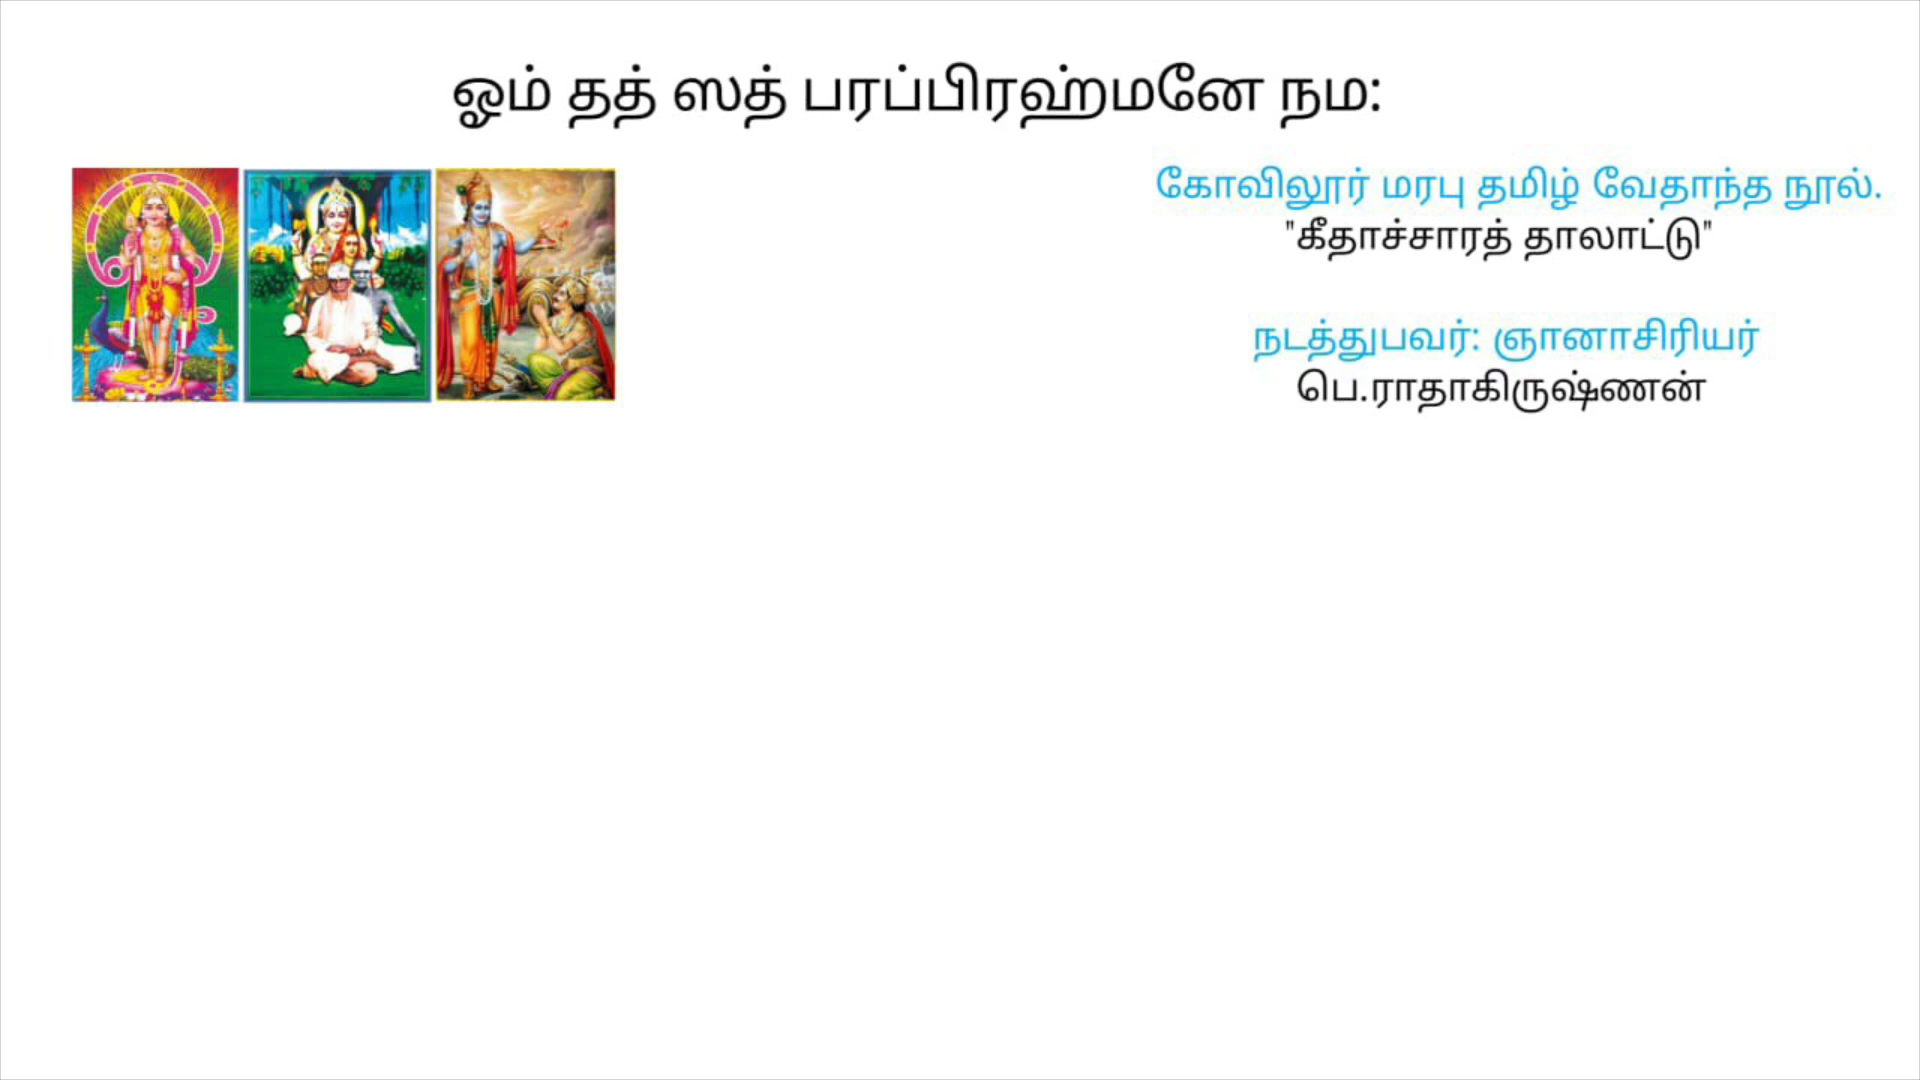 ஓம் தத் ஸத் பரப்பிரஹ்மனே நம:
கோவிலூர் மரபு தமிழ் வேதாந்த நூல்.
"கீதாச்சாரத் தாலாட்டு"
நடத்துபவர்: ஞானாசிரியர்
பெ.ராதாகிருஷ்ணன்